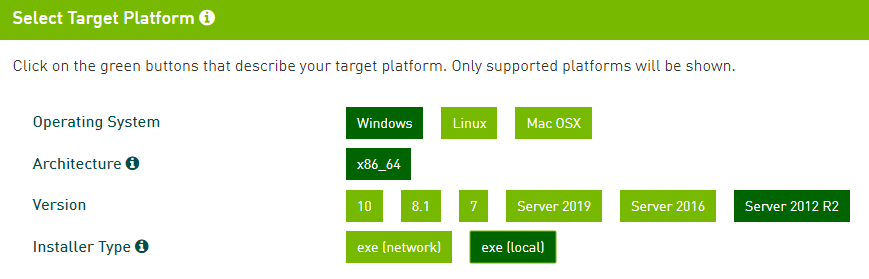 Select Target Platform
Click on the green buttons that describe your target platform. Only supported platforms will be shown.
Operating System Windows Linux Mac OSX
Architecture x86_64
Version 10 8.1 7 Server 2019 Server 2016 Server 2012 R2
Installer Type exe (network) exe (local)